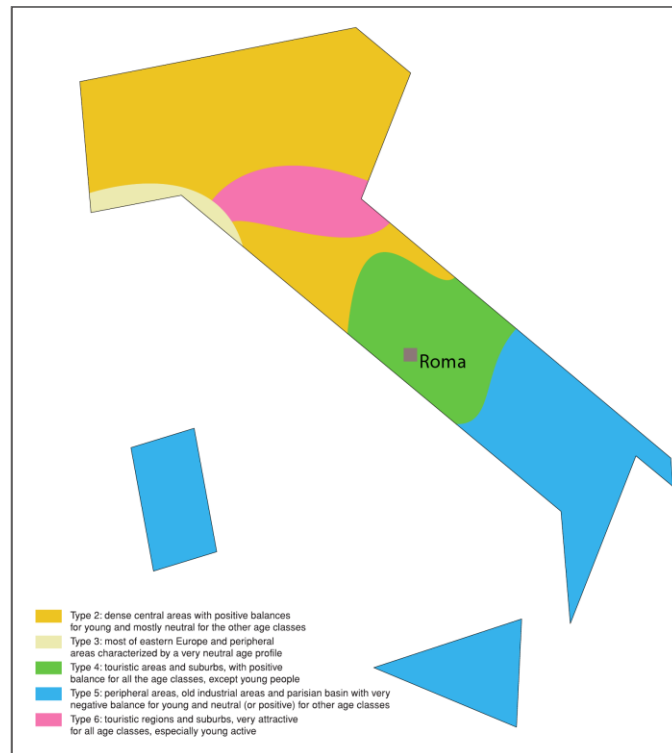 Roma
Type 2: dense central areas with positive balances
for young and mostly neutral for the other age classes
Type 3: most of eastern Europe and peripheral
areas characterized by a very neutral age profile
Type 4: touristic areas and suburbs, with positive
balance for all the age classes, except young people
Type 5: peripheral areas, old industrial areas and parisian basin with very
negative balance for young and neutral (or positive) for other age classes
Type 6: touristic regions and suburbs, very attractive
for all age classes, especially young active